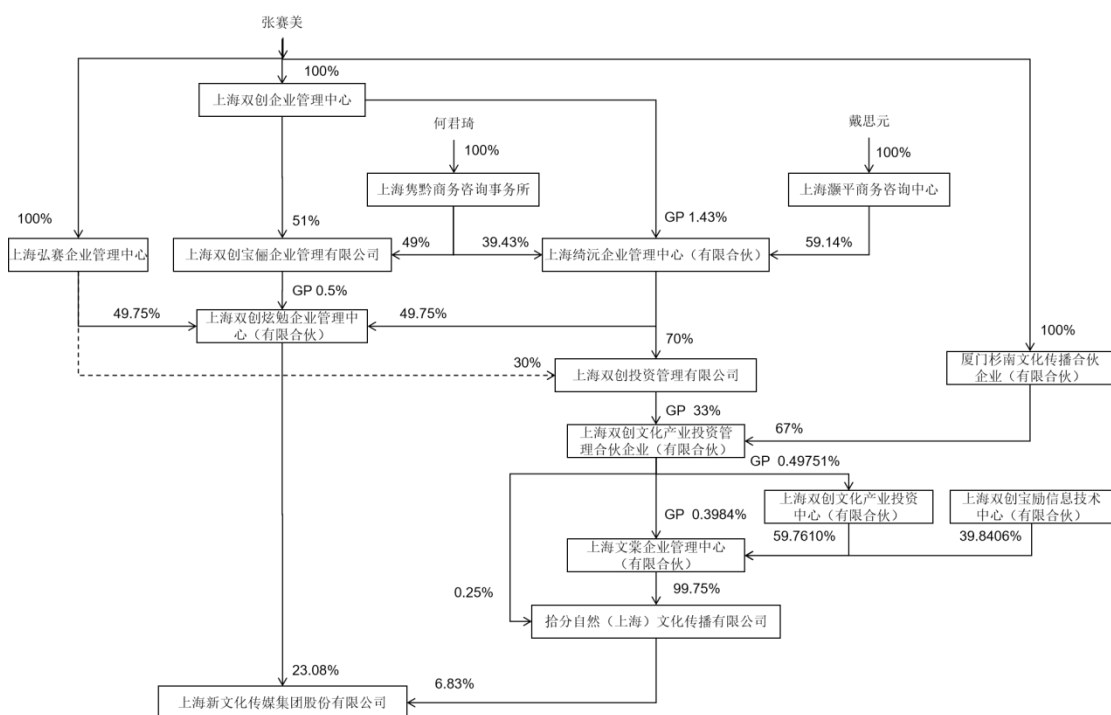 张赛美
100%
上海双创企业管理中心
何君琦
戴思元
100%
100%
上海隽黔商务咨询事务所
上海灏平商务咨询中心
100%
51%
GP 1.43%
49%
39.43%
59.14%
上海弘赛企业管理中心
上海双创宝俪企业管理有限公司
上海绮沅企业管理中心（有限合伙）
GP 0.5%
49.75%
上海双创炫勉企业管理中
心（有限合伙）
49.75%
70%
100%
30%
上海双创投资管理有限公司
厦门杉南文化传播合伙
企业（有限合伙）
GP 33%
上海双创文化产业投资管
理合伙企业（有限合伙）
67%
GP 0.49751%
上海双创文化产业投资
中心（有限合伙）
上海双创宝励信息技术
中心（有限合伙）
GP 0.3984%
59.7610%
39.8406%
上海文棠企业管理中心
（有限合伙）
0.25%
99.75%
拾分自然（上海）文化传播有限公司
23.08%
6.83%
上海新文化传媒集团股份有限公司